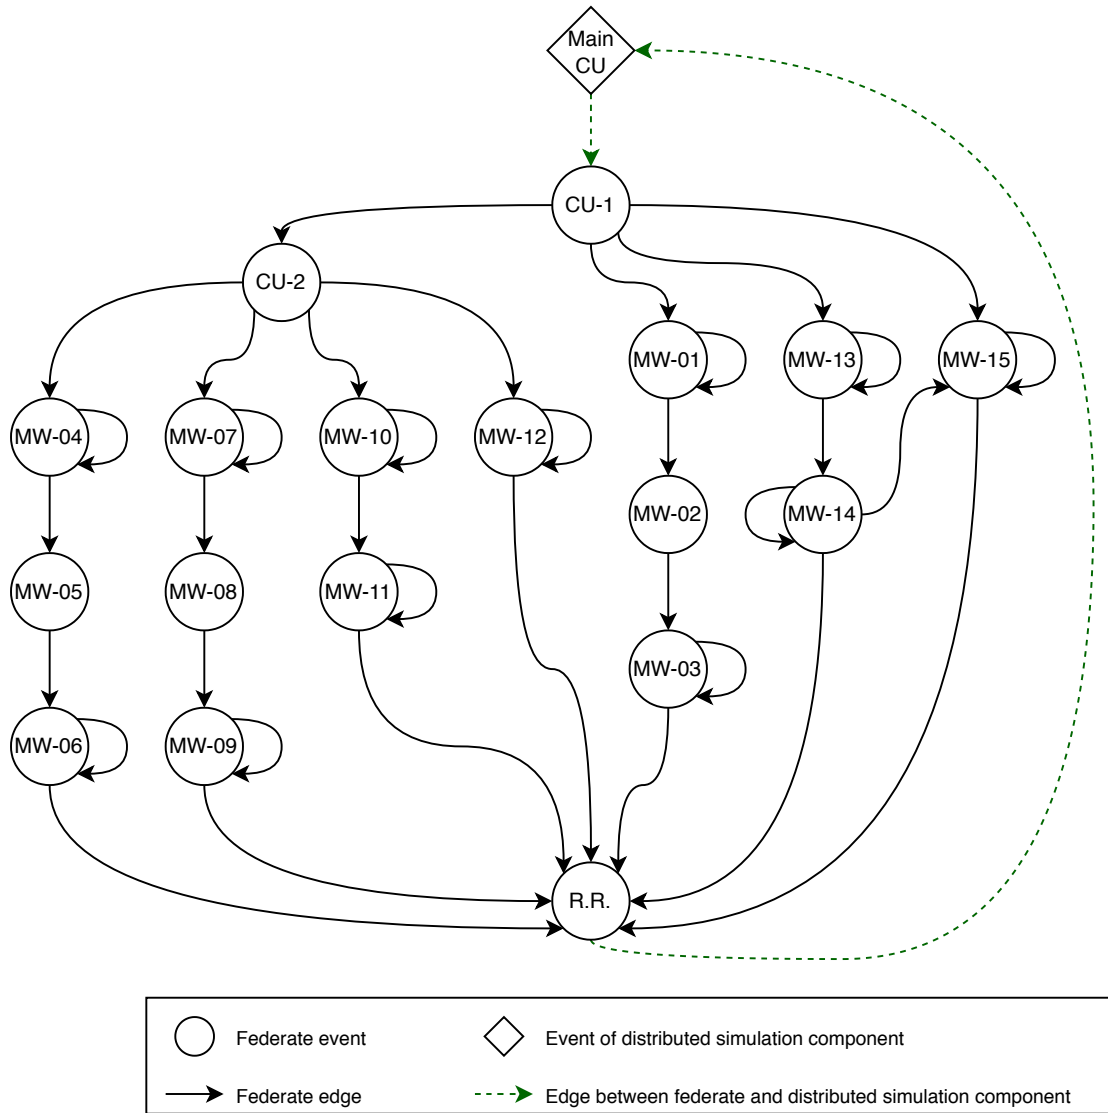 Main
CU
CU-1
CU-2
MW-01
MW-13
MW-15
MW-04
MW-07
MW-10
MW-12
MW-02
MW-14
MW-05
MW-08
MW-11
MW-03
MW-06
MW-09
R.R.
Federate event
Event of distributed simulation component
Federate edge
Edge between federate and distributed simulation component